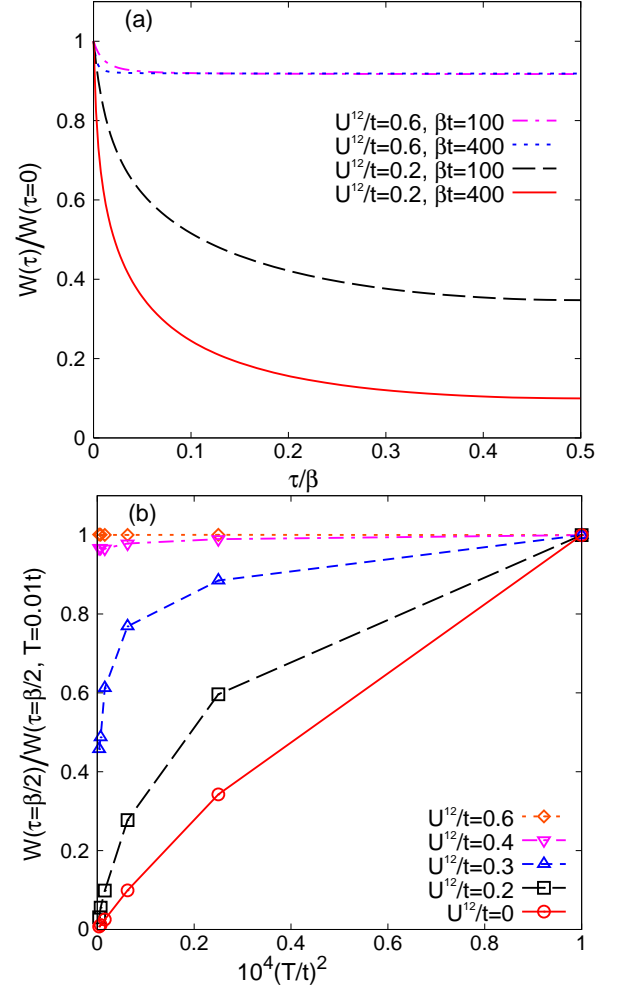 (a)
1
0.8
0.6
0.4
0.2
0
W(τ)/W(τ=0)
U¹²/t=0.6, βt=100
U¹²/t=0.6, βt=400
U¹²/t=0.2, βt=100
U¹²/t=0.2, βt=400
0 0.1 0.2 0.3 0.4 0.5
τ/β
(b)
1
0.8
0.6
0.4
0.2
0
W(τ=β/2)/W(τ=β/2, T=0.01t)
U¹²/t=0.6
U¹²/t=0.4
U¹²/t=0.3
U¹²/t=0.2
U¹²/t=0
0 0.2 0.4 0.6 0.8 1
10⁴(T/t)²